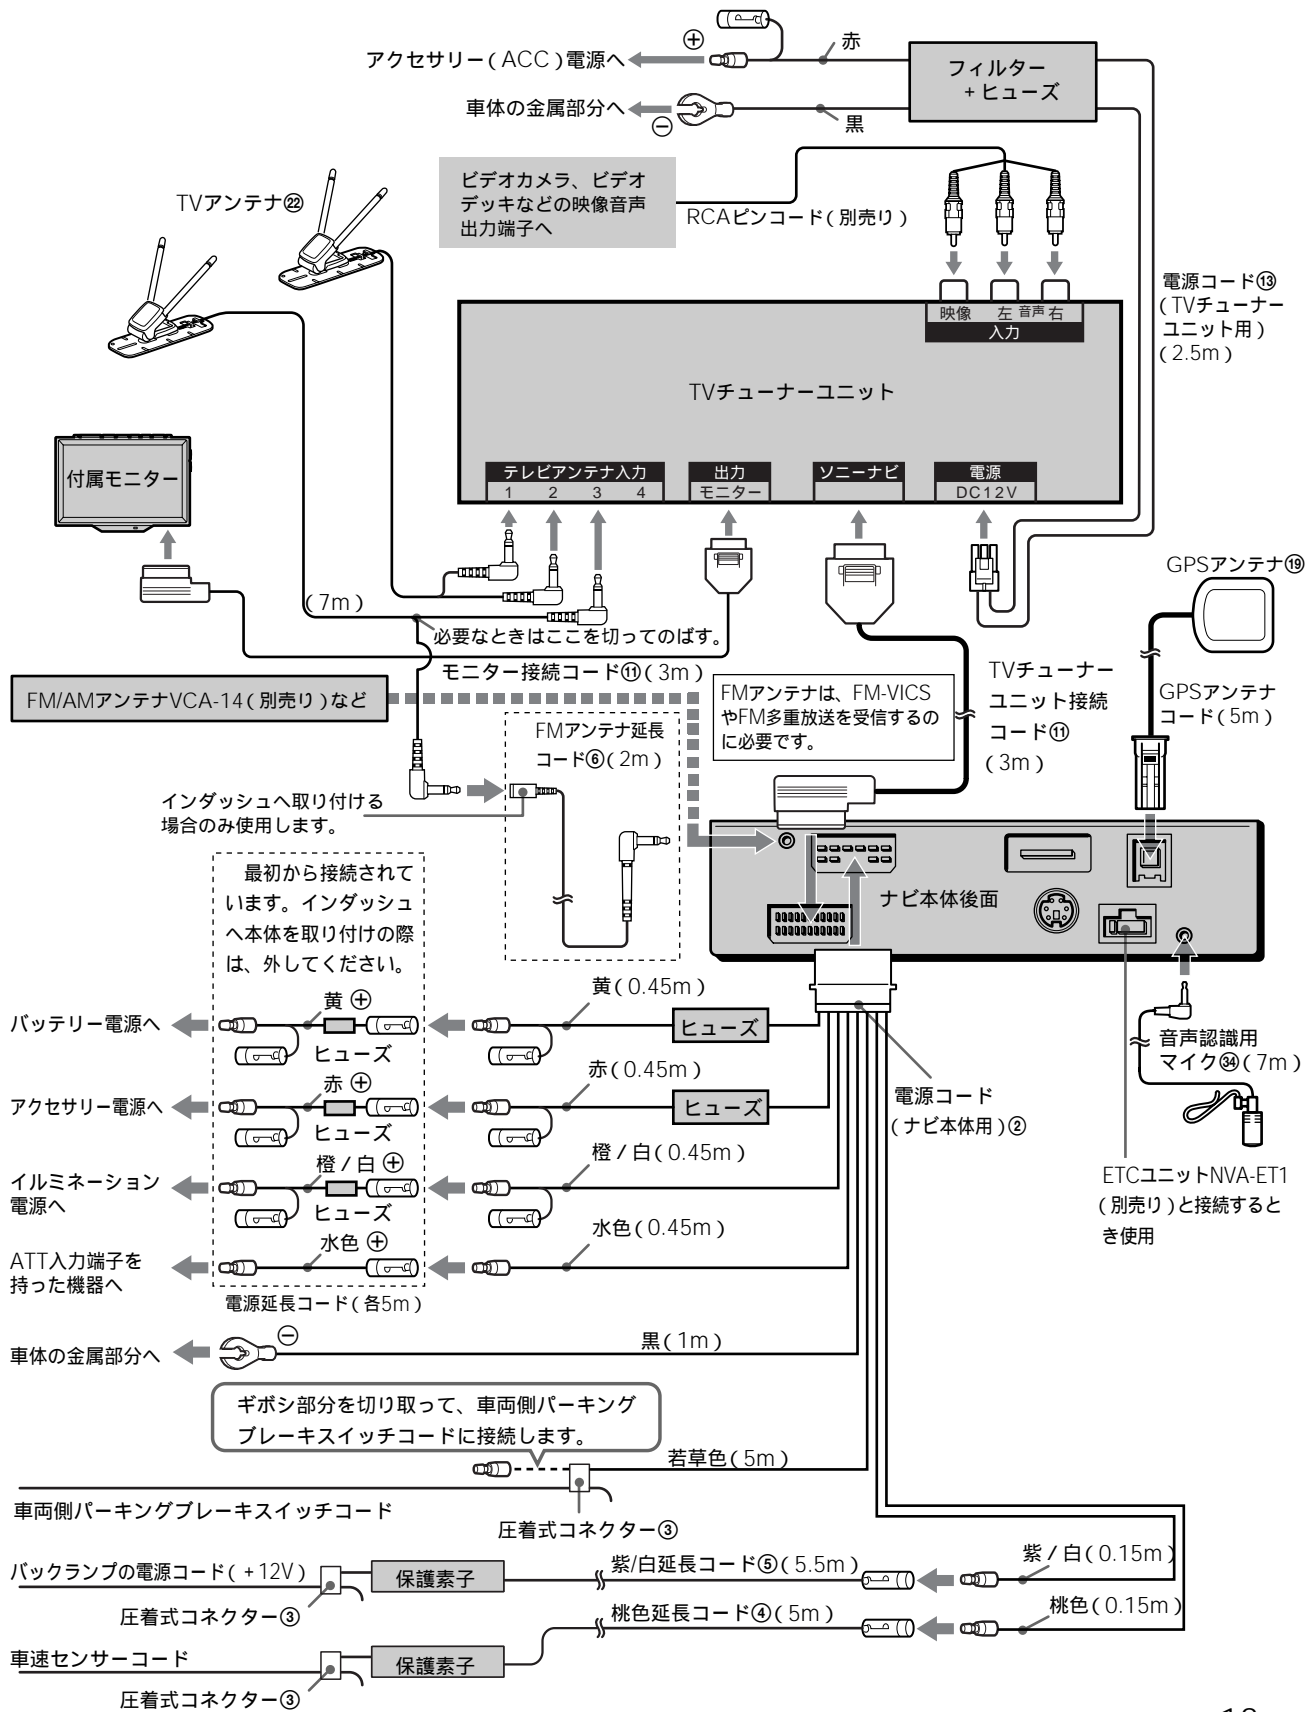 アクセサリー(ACC)電源へ
⊕
赤
フィルター
+ヒューズ
車体の金属部分へ
⊖
黒
ビデオカメラ、ビデオ
デッキなどの映像音声
出力端子へ
RCAピンコード(別売り)
TVアンテナ㉒
電源コード⑬
(TVチューナー
ユニット用)
(2.5m)
映像 左 音声 右
入力
TVチューナーユニット
付属モニター
テレビアンテナ入力
1 2 3 4
出力
モニター
ソニーナビ
電源
DC12V
GPSアンテナ⑲
(7m)
必要なときはここを切ってのばす。
モニター接続コード⑪(3m)
FM/AMアンテナVCA-14(別売り)など
FMアンテナは、FM-VICS
やFM多重放送を受信するの
に必要です。
TVチューナー
ユニット接続
コード⑪
(3m)
GPSアンテナ
コード(5m)
FMアンテナ延長
コード⑥(2m)
インダッシュへ取り付ける
場合のみ使用します。
ナビ本体後面
最初から接続されて
います。インダッシュ
へ本体を取り付けの際
は、外してください。
バッテリー電源へ
黄⊕
ヒューズ
黄(0.45m)
ヒューズ
アクセサリー電源へ
赤⊕
ヒューズ
赤(0.45m)
ヒューズ
イルミネーション
電源へ
橙/白⊕
ヒューズ
橙/白(0.45m)
ATT入力端子を
持った機器へ
水色⊕
水色(0.45m)
電源延長コード(各5m)
電源コード
(ナビ本体用)②
音声認識用
マイク㉞(7m)
ETCユニットNVA-ET1
(別売り)と接続すると
き使用
車体の金属部分へ
⊖
黒(1m)
ギボシ部分を切り取って、車両側パーキング
ブレーキスイッチコードに接続します。
若草色(5m)
車両側パーキングブレーキスイッチコード
圧着式コネクター③
バックランプの電源コード(+12V)
保護素子
紫/白延長コード⑤(5.5m)
紫/白(0.15m)
圧着式コネクター③
桃色延長コード④(5m)
桃色(0.15m)
車速センサーコード
保護素子
圧着式コネクター③